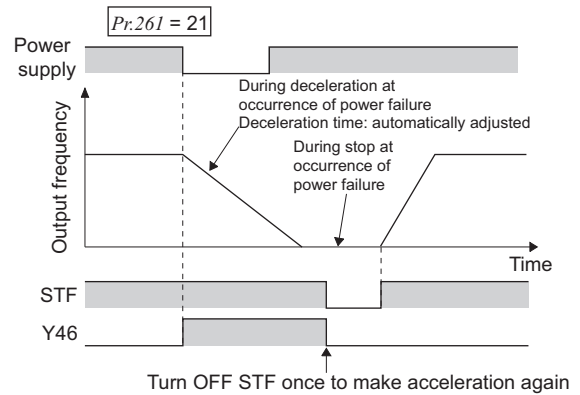 Pr.261 = 21
Power
supply
During deceleration at
occurrence of power failure
Deceleration time: automatically adjusted
During stop at
occurrence of
power failure
Output frequency
Time
STF
Y46
Turn OFF STF once to make acceleration again